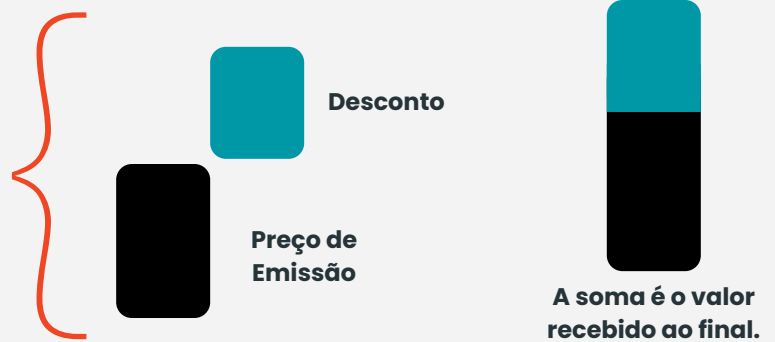 Desconto
Preço de
Emissão
A soma é o valor
recebido ao final.